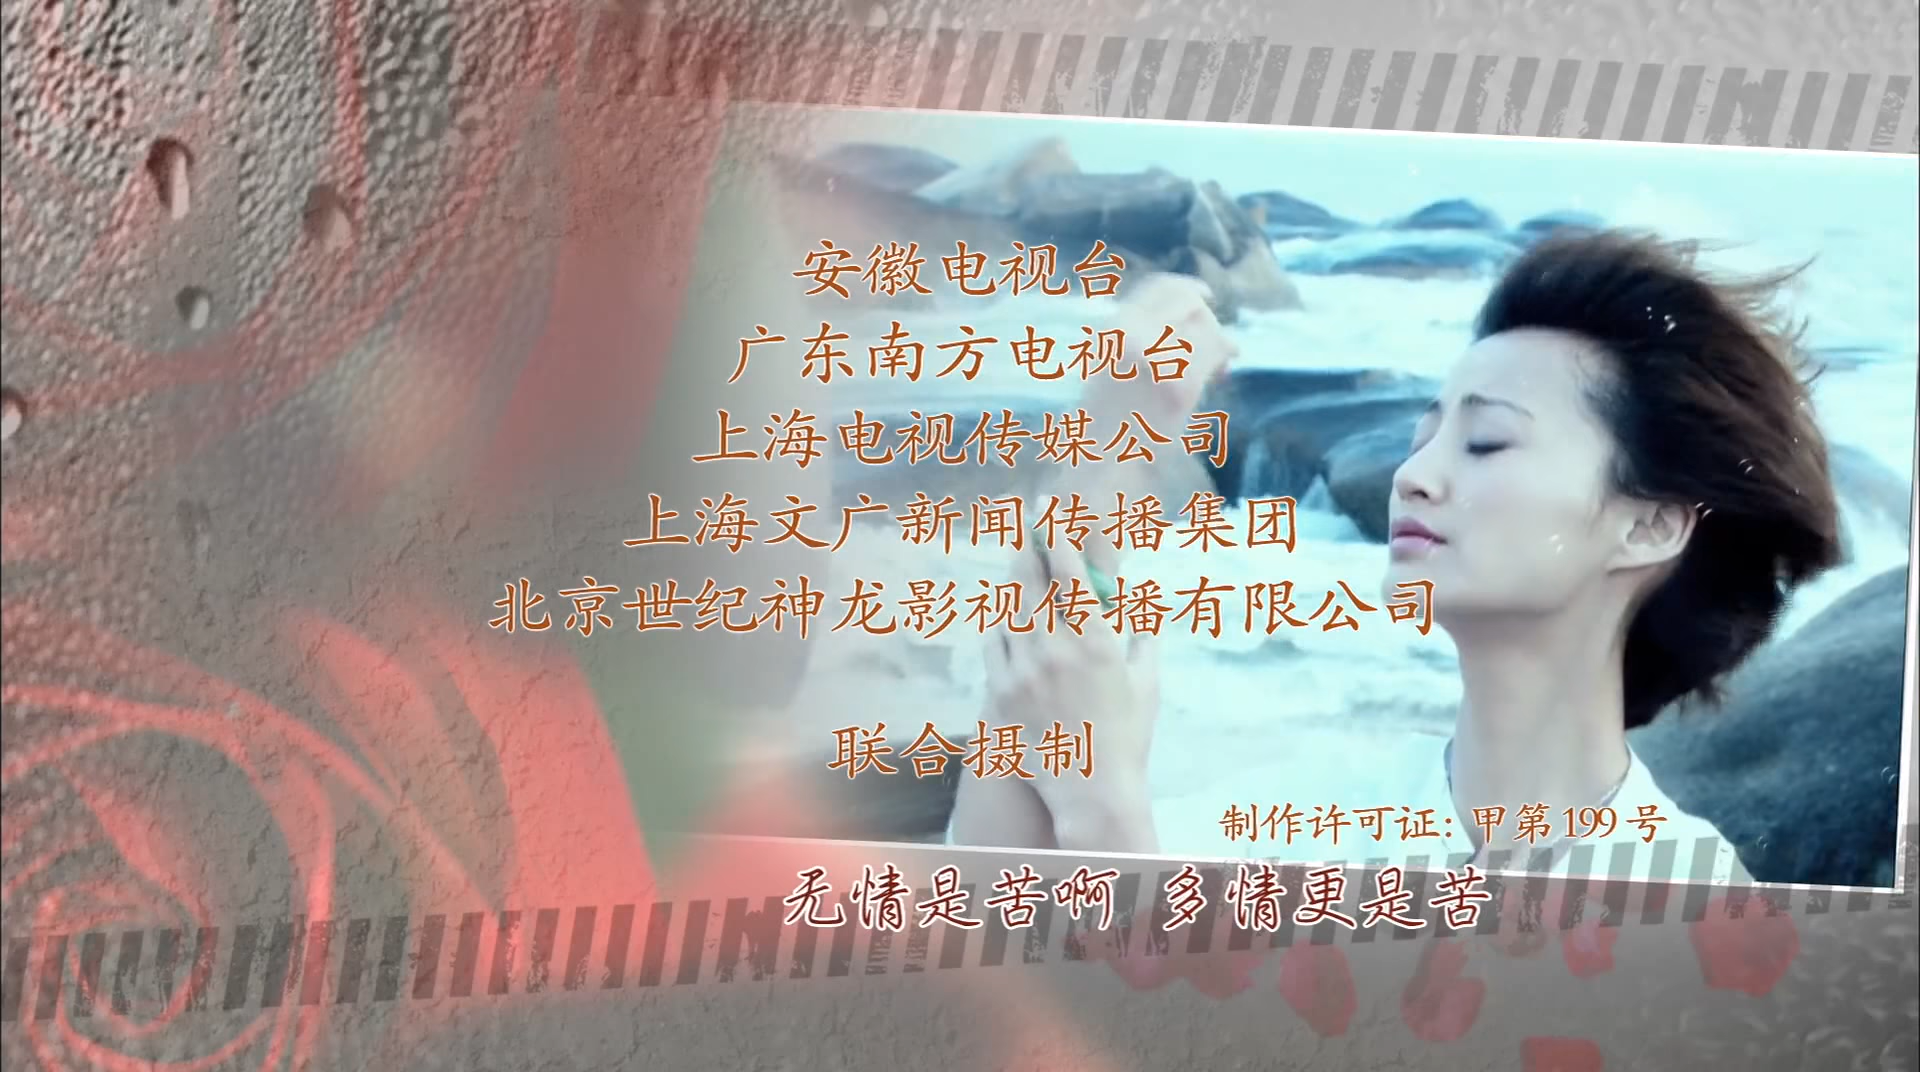 安徽电视台
广东南方电视台
上海电视传媒公司
上海文广新闻传播集团
北京世纪神龙影视传播有限公司
联合摄制
制作许可证：甲第199号
无情是苦啊 多情更是苦